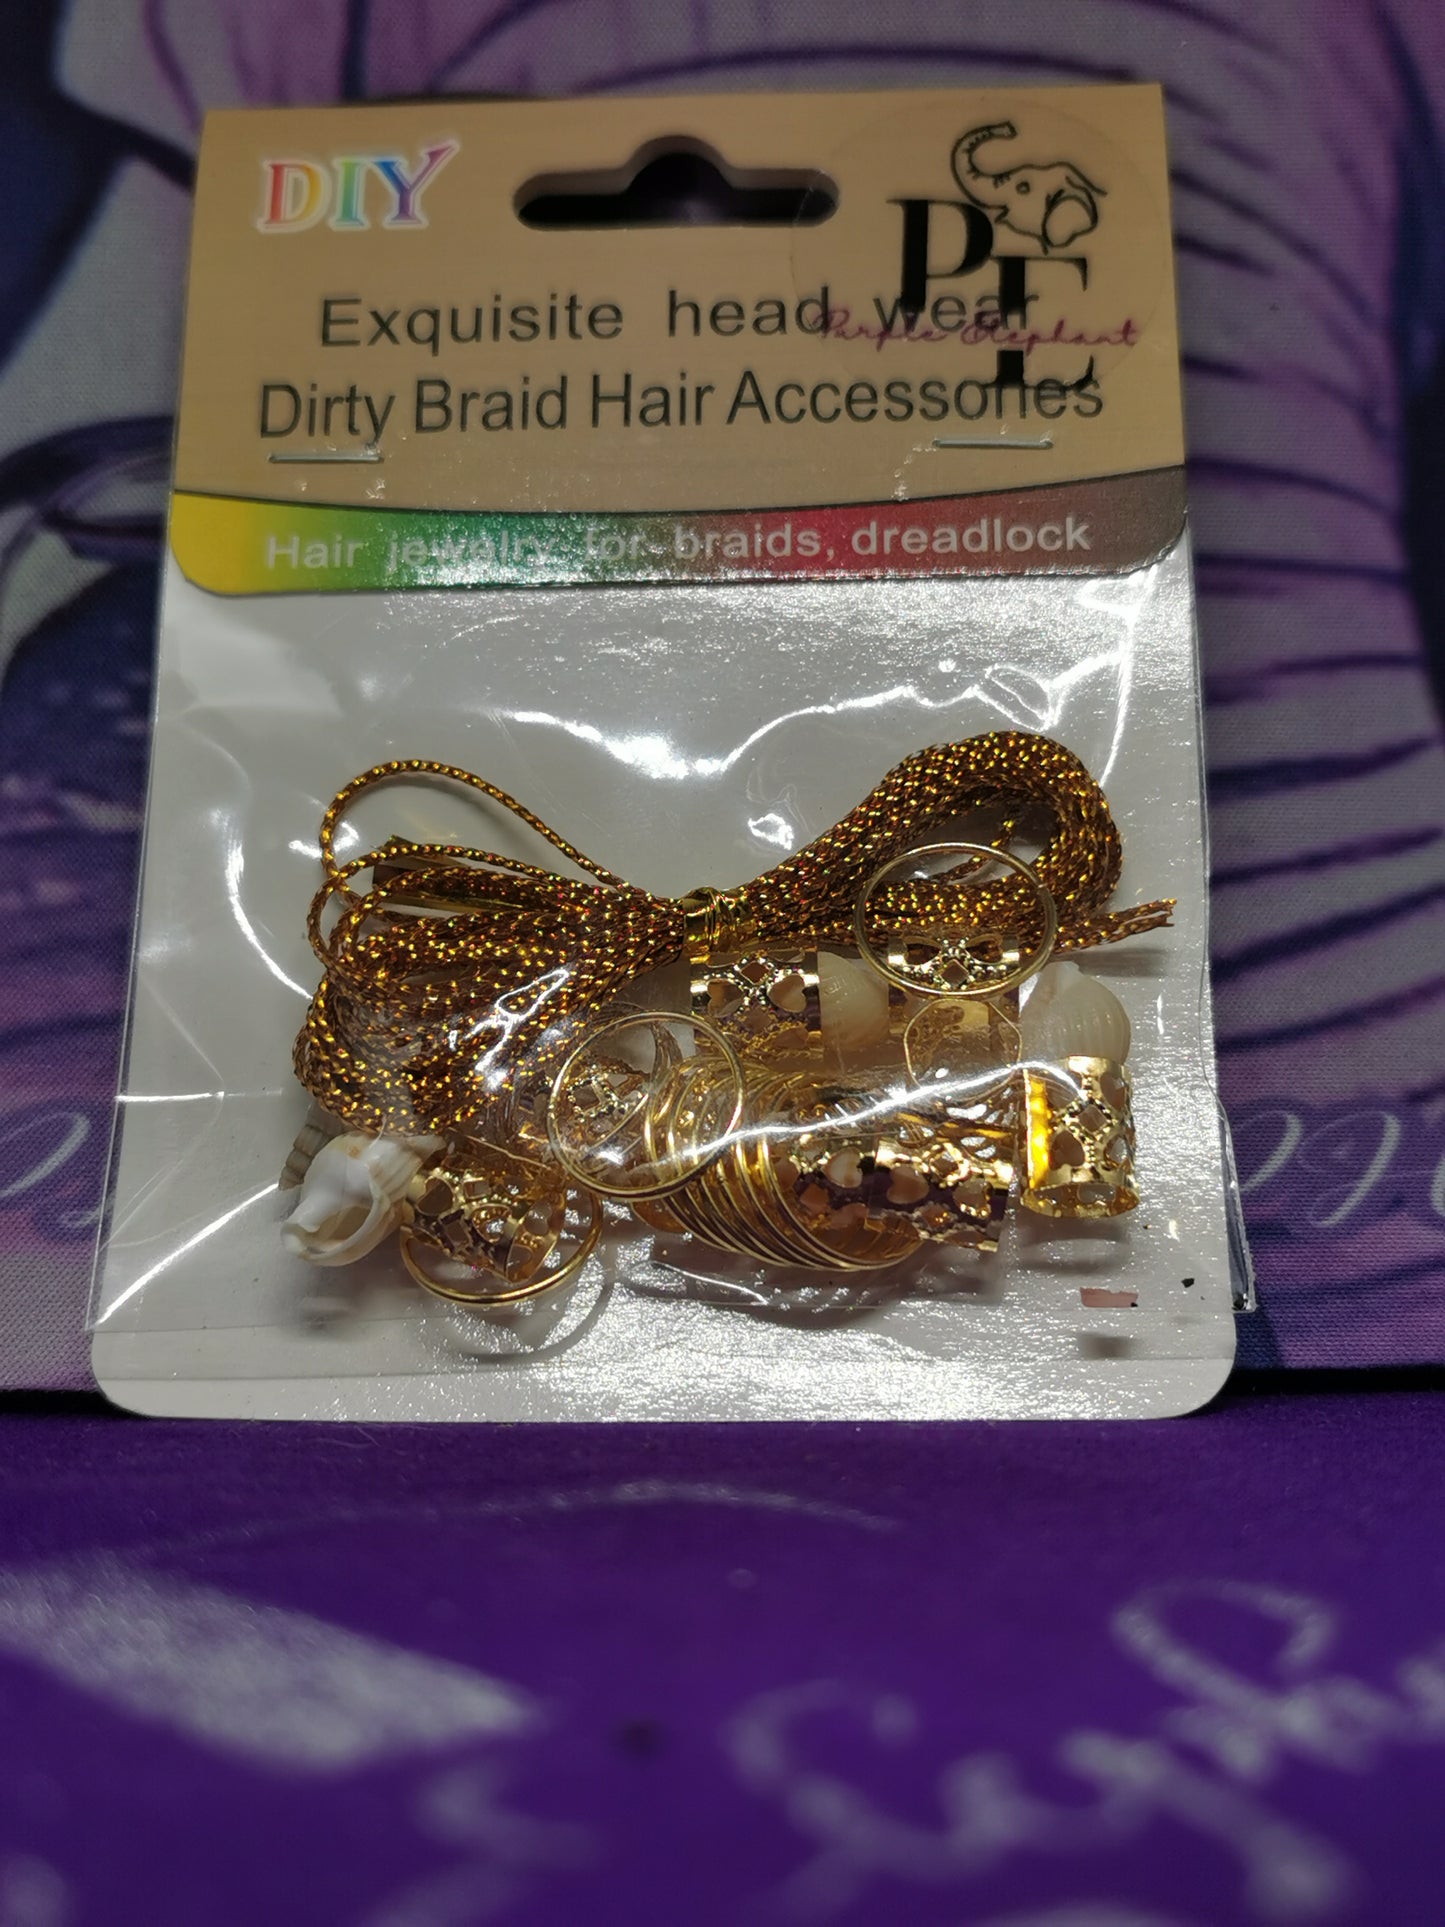 DIY
PE
Purple Elephant
Exquisite head wear
Dirty Braid Hair Accessories
Hair jewelry for braids, dreadlock